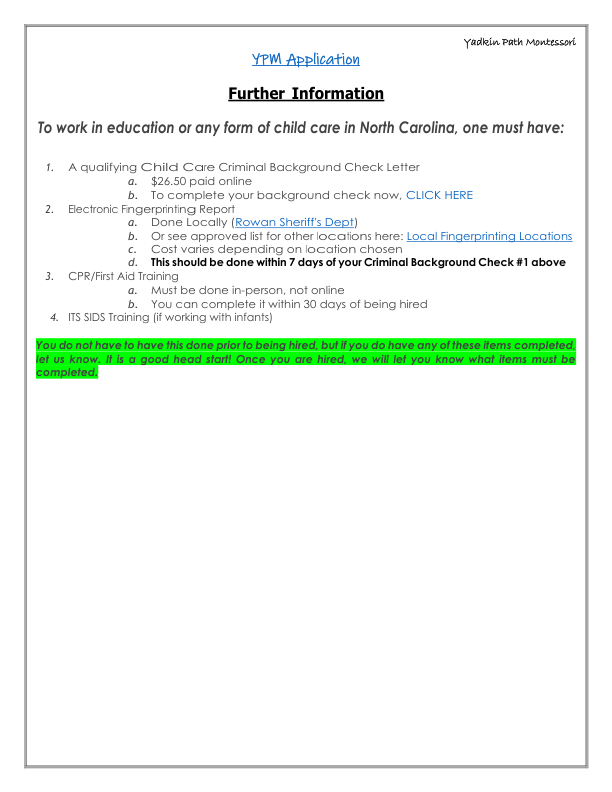 Yadkin Path Montessori
YPM Application
Further Information
To work in education or any form of child care in North Carolina, one must have:
1. A qualifying Child Care Criminal Background Check Letter
a. $26.50 paid online
b. To complete your background check now, CLICK HERE
2. Electronic Fingerprinting Report
a. Done Locally (Rowan Sheriff's Dept)
b. Or see approved list for other locations here: Local Fingerprinting Locations
c. Cost varies depending on location chosen
d. This should be done within 7 days of your Criminal Background Check #1 above
3. CPR/First Aid Training
a. Must be done in-person, not online
b. You can complete it within 30 days of being hired
4. ITS SIDS Training (if working with infants)
You do not have to have this done prior to being hired, but if you do have any of these items completed,
let us know. It is a good head start! Once you are hired, we will let you know what items must be
completed.